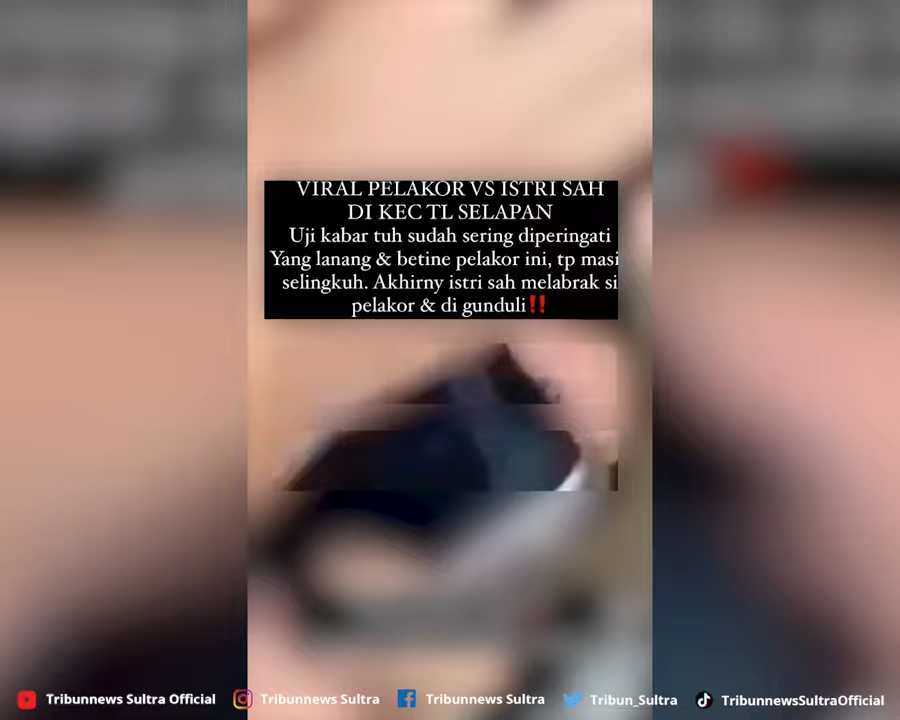 VIRAL PELAKOR VS ISTRI SAH
DI KEC TL SELAPAN
Uji kabar tuh sudah sering diperingati
Yang lanang & betine pelakor ini, tp masi
selingkuh. Akhirny istri sah melabrak si
pelakor & di gunduli‼️
Tribunnews Sultra Official Tribunnews Sultra Tribunnews Sultra Tribun_Sultra TribunnewsSultraOfficial